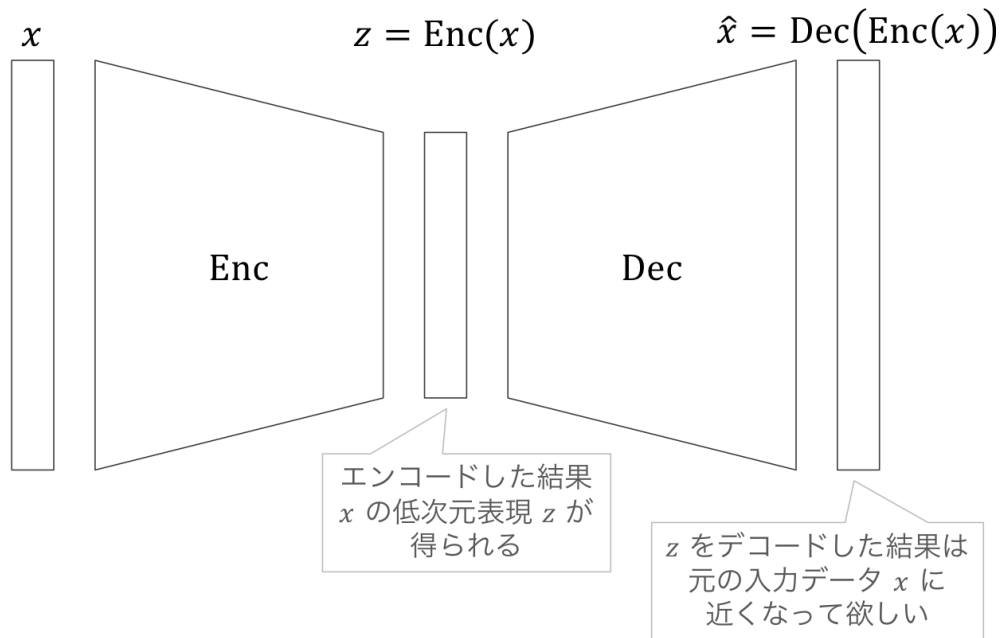 x
z = Enc(x)
x̂ = Dec(Enc(x))
Enc
Dec
エンコードした結果
x の低次元表現 z が
得られる
z をデコードした結果は
元の入力データ x に
近くなって欲しい